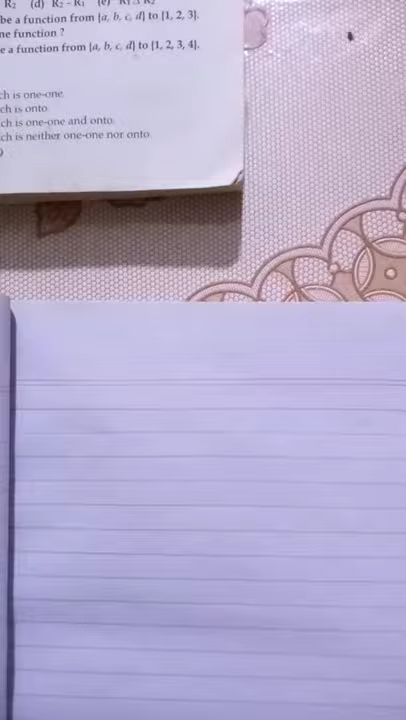 R₂ (d) R₂ - R₁ (e)
be a function from {a, b, c, d} to {1, 2, 3}.
ne function ?
e a function from {a, b, c, d} to {1, 2, 3, 4}.
ch is one-one.
ch is onto.
ch is one-one and onto.
ch is neither one-one nor onto.
)